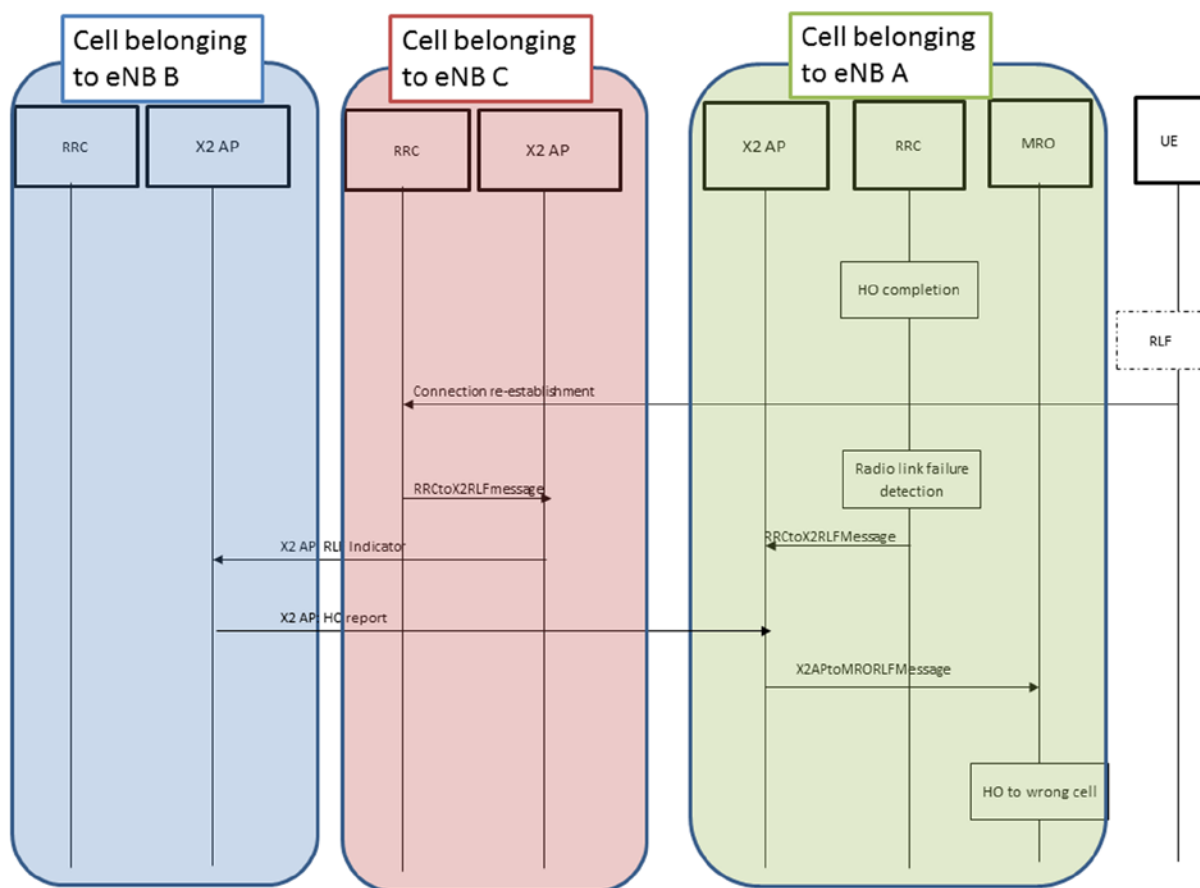 Cell belonging
to eNB B
Cell belonging
to eNB C
Cell belonging
to eNB A
RRC
X2 AP
RRC
X2 AP
X2 AP
RRC
MRO
UE
HO completion
RLF
Connection re-establishment
Radio link failure
detection
RRCtoX2RLFmessage
RRCtoX2RLFMessage
X2 AP: RLF Indicator
X2 AP: HO report
X2APtoMRORLFMessage
HO to wrong cell